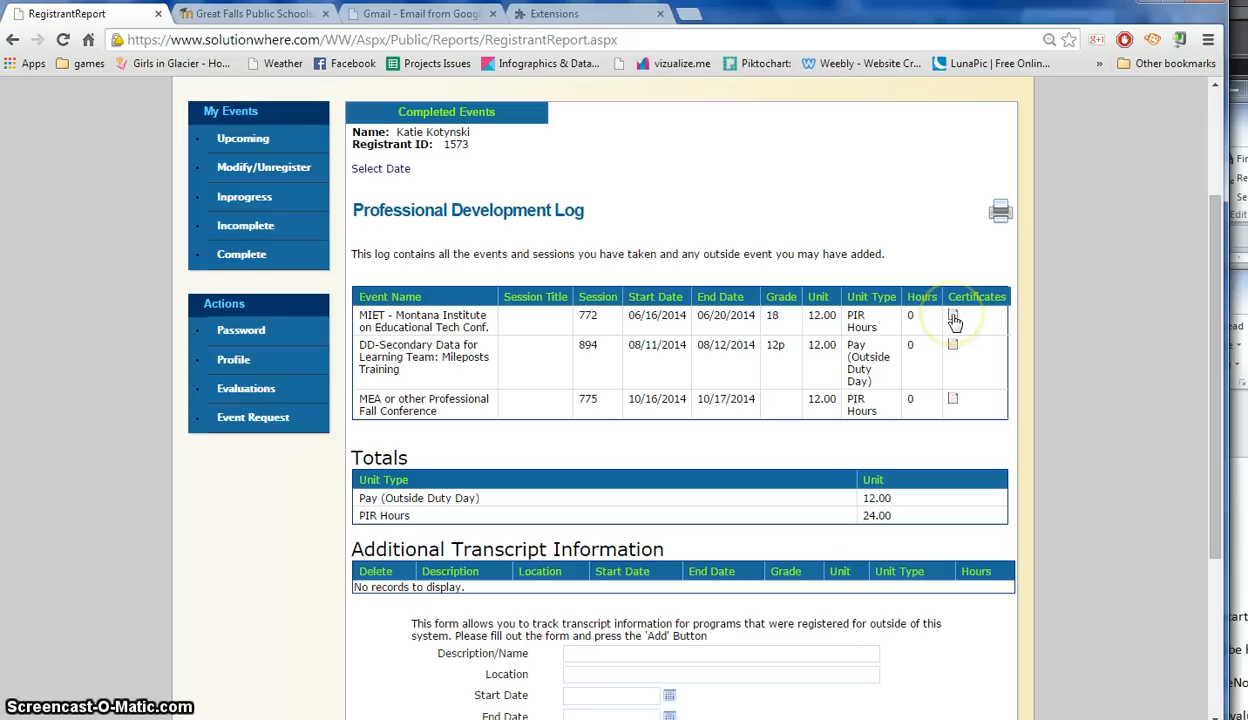 RegistrantReport
Great Falls Public Schools:
Gmail - Email from Goog
Extensions
https://www.solutionwhere.com/WW/Aspx/Public/Reports/RegistrantReport.aspx
Apps games Girls in Glacier - Ho... Weather Facebook Projects Issues Infographics & Data... vizualize.me Piktochart: Weebly - Website Cr... LunaPic | Free Onlin... » Other bookmarks
My Events
Upcoming
Modify/Unregister
Inprogress
Incomplete
Complete
Actions
Password
Profile
Evaluations
Event Request
Completed Events
Name: Katie Kotynski
Registrant ID: 1573
Select Date
Professional Development Log
This log contains all the events and sessions you have taken and any outside event you may have added.
Event Name Session Title Session Start Date End Date Grade Unit Unit Type Hours Certificates
MIET - Montana Institute 772 06/16/2014 06/20/2014 18 12.00 PIR 0
on Educational Tech Conf. Hours
DD-Secondary Data for 894 08/11/2014 08/12/2014 12p 12.00 Pay 0
Learning Team: Mileposts (Outside
Training Duty
Day)
MEA or other Professional 775 10/16/2014 10/17/2014 12.00 PIR 0
Fall Conference Hours
Totals
Unit Type Unit
Pay (Outside Duty Day) 12.00
PIR Hours 24.00
Additional Transcript Information
Delete Description Location Start Date End Date Grade Unit Unit Type Hours
No records to display.
This form allows you to track transcript information for programs that were registered for outside of this
system. Please fill out the form and press the 'Add' Button
Description/Name
Location
Start Date
End Date
Screencast-O-Matic.com